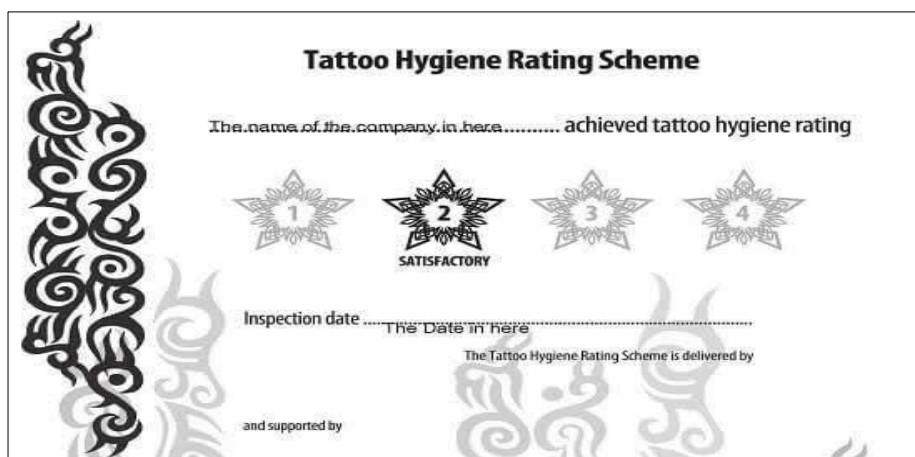 Tattoo Hygiene Rating Scheme
The name of the company in here.......... achieved tattoo hygiene rating
1 2 3 4
SATISFACTORY
Inspection date ........................................................
The Date in here
The Tattoo Hygiene Rating Scheme is delivered by
and supported by